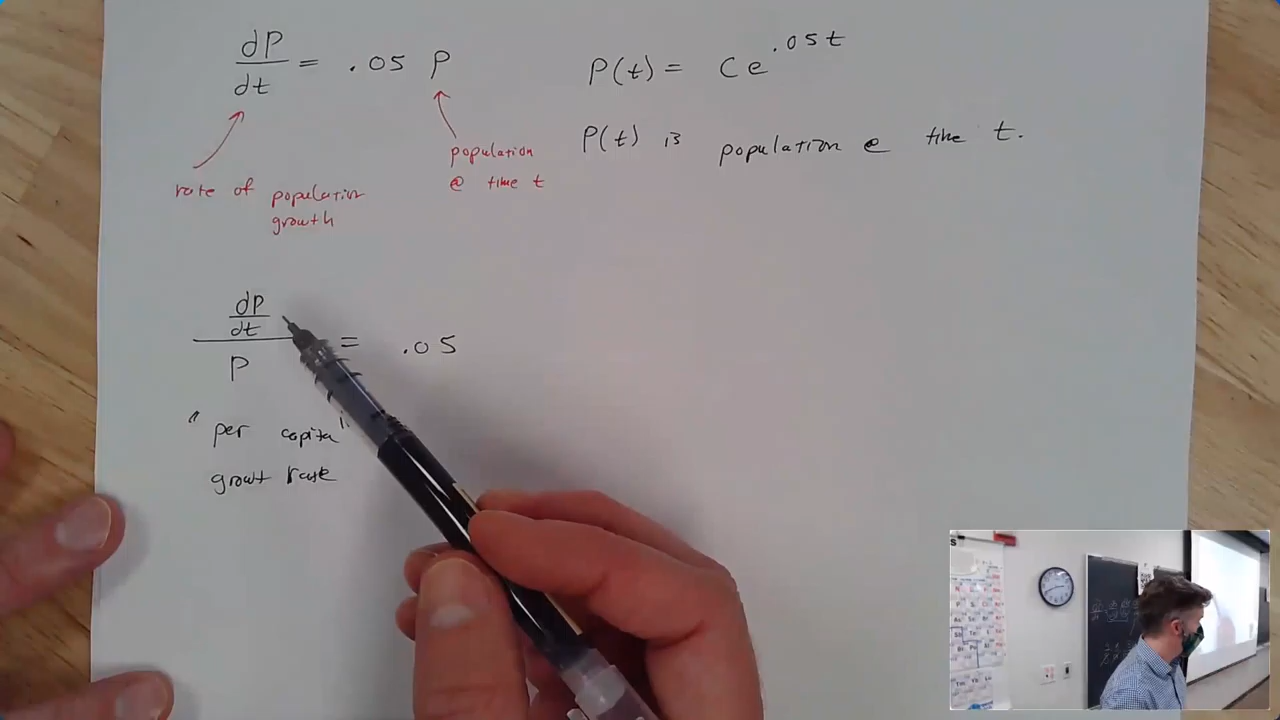 dP/dt = .05 P
rate of population growth
population
@ time t
P(t) = Ce^.05t
P(t) is population @ time t.
dP/dt / P = .05
"per capita"
growt rate